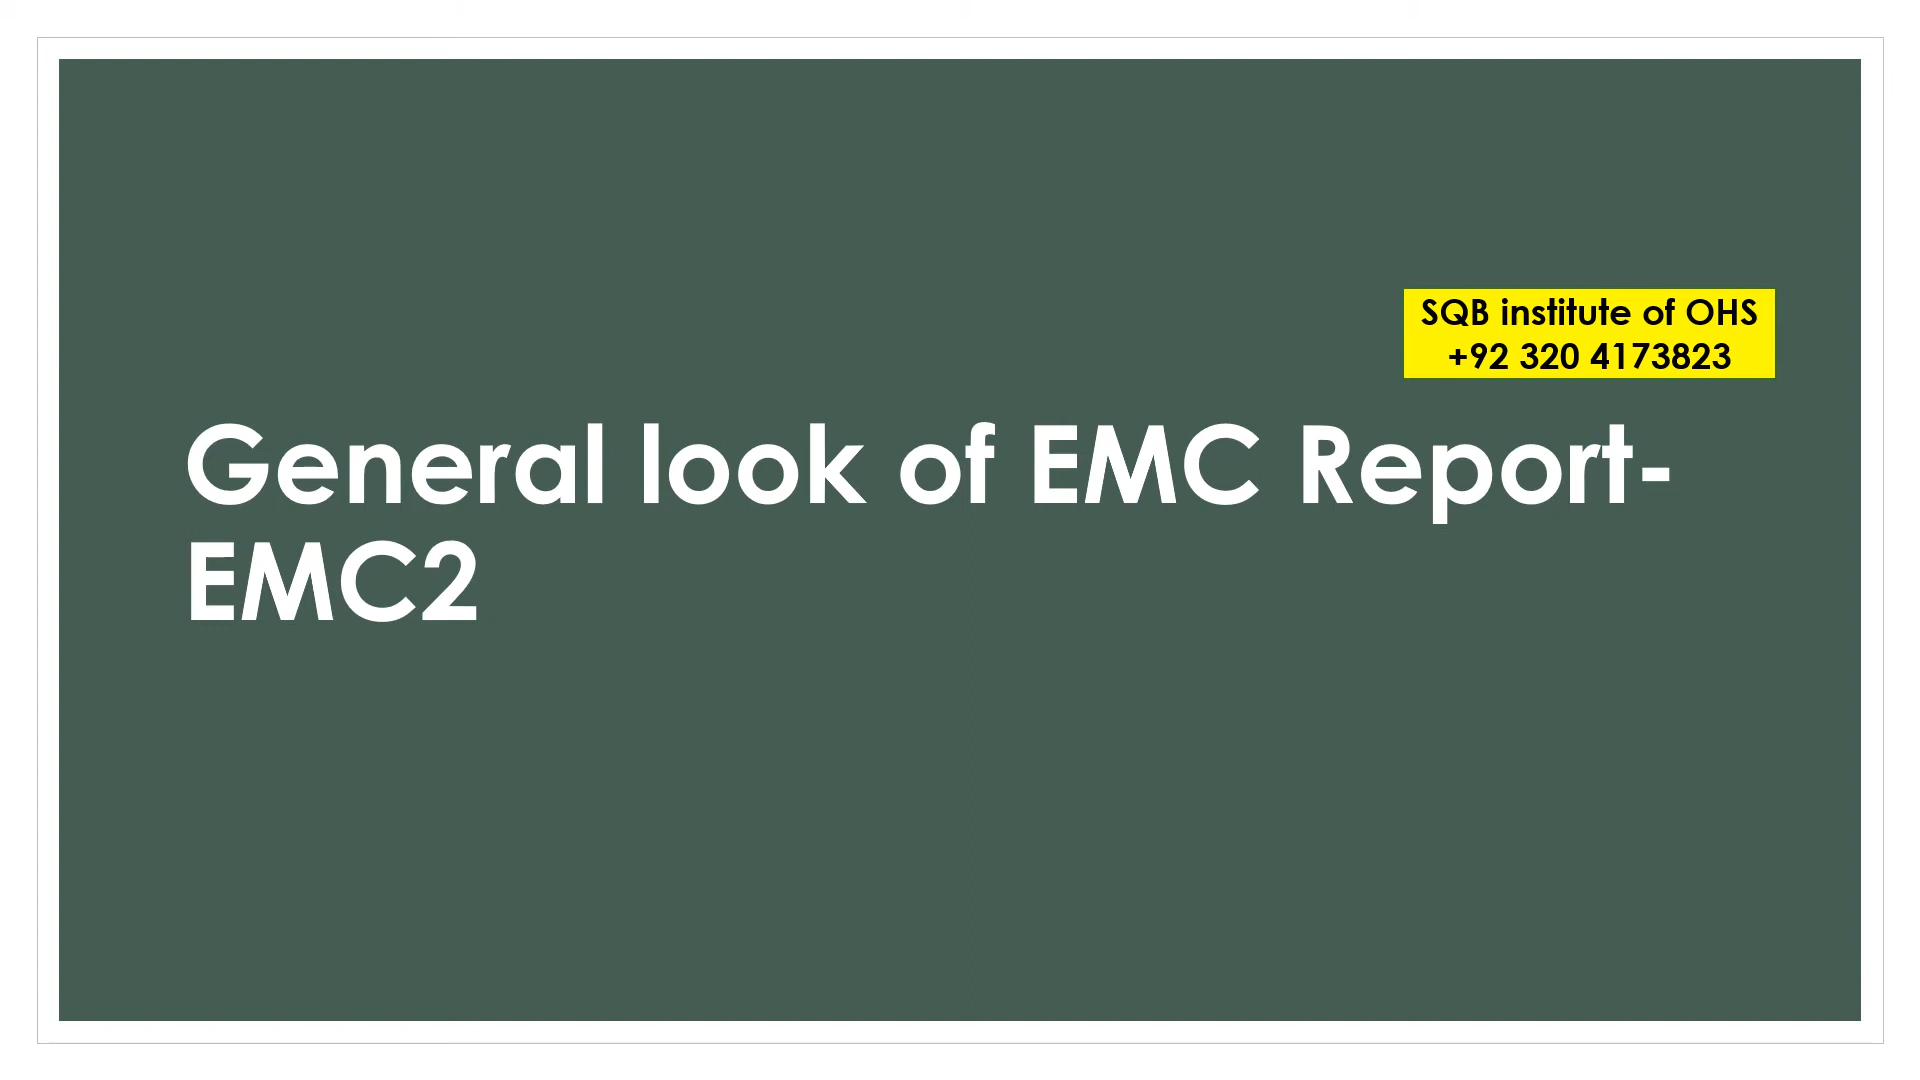 SQB institute of OHS
+92 320 4173823
General look of EMC Report-
EMC2